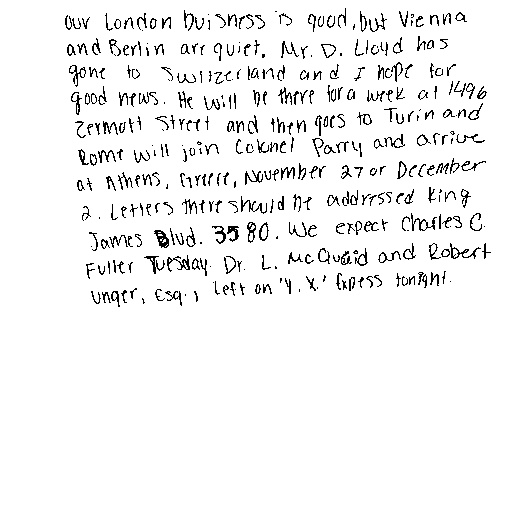 our London buisness is good, but Vienna
and Berlin are quiet. Mr. D. Lloyd has
gone to Switzerland and I hope for
good news. He will be there for a week at 1496
Zermott Street and then goes to Turin and
Rome will join Colonel Parry and arrive
at Athens, Greece, November 27 or December
2. Letters there should be addressed King
James Blvd. 3580. We expect Charles C.
Fuller Tuesday. Dr. L. McQuaid and Robert
Unger, Esq., left on 'Y. X.' Express tonight.